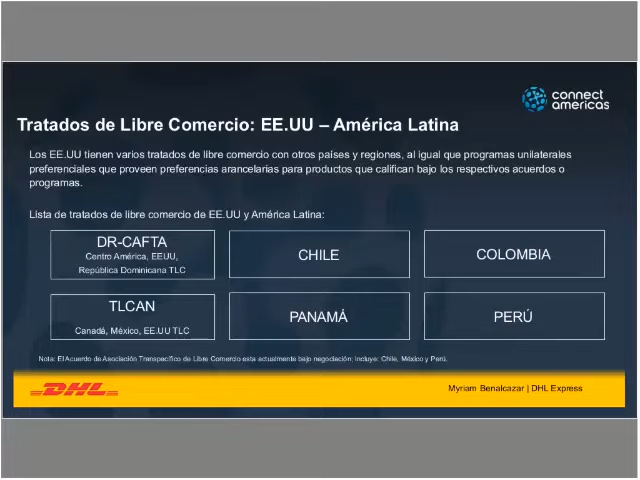 connect
americas
Tratados de Libre Comercio: EE.UU – América Latina
Los EE.UU tienen varios tratados de libre comercio con otros países y regiones, al igual que programas unilaterales
preferenciales que proveen preferencias arancelarias para productos que califican bajo los respectivos acuerdos o
programas.
Lista de tratados de libre comercio de EE.UU y América Latina:
DR-CAFTA
Centro América, EEUU,
República Dominicana TLC
CHILE
COLOMBIA
TLCAN
Canadá, México, EE.UU TLC
PANAMÁ
PERÚ
Nota: El Acuerdo de Asociación Transpacífico de Libre Comercio esta actualmente bajo negociación; Incluye: Chile, México y Perú.
DHL
Myriam Benalcazar | DHL Express